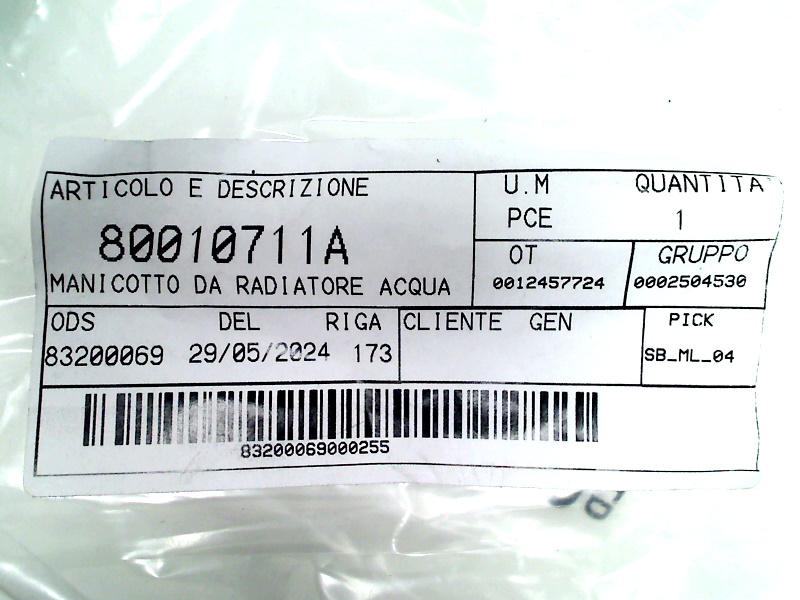 ARTICOLO E DESCRIZIONE
U.M QUANTITA'
80010711A
PCE 1
MANICOTTO DA RADIATORE ACQUA
OT GRUPPO
0012457724 0002504530
ODS DEL RIGA CLIENTE GEN PICK
83200069 29/05/2024 173 SB_ML_04
83200069000255